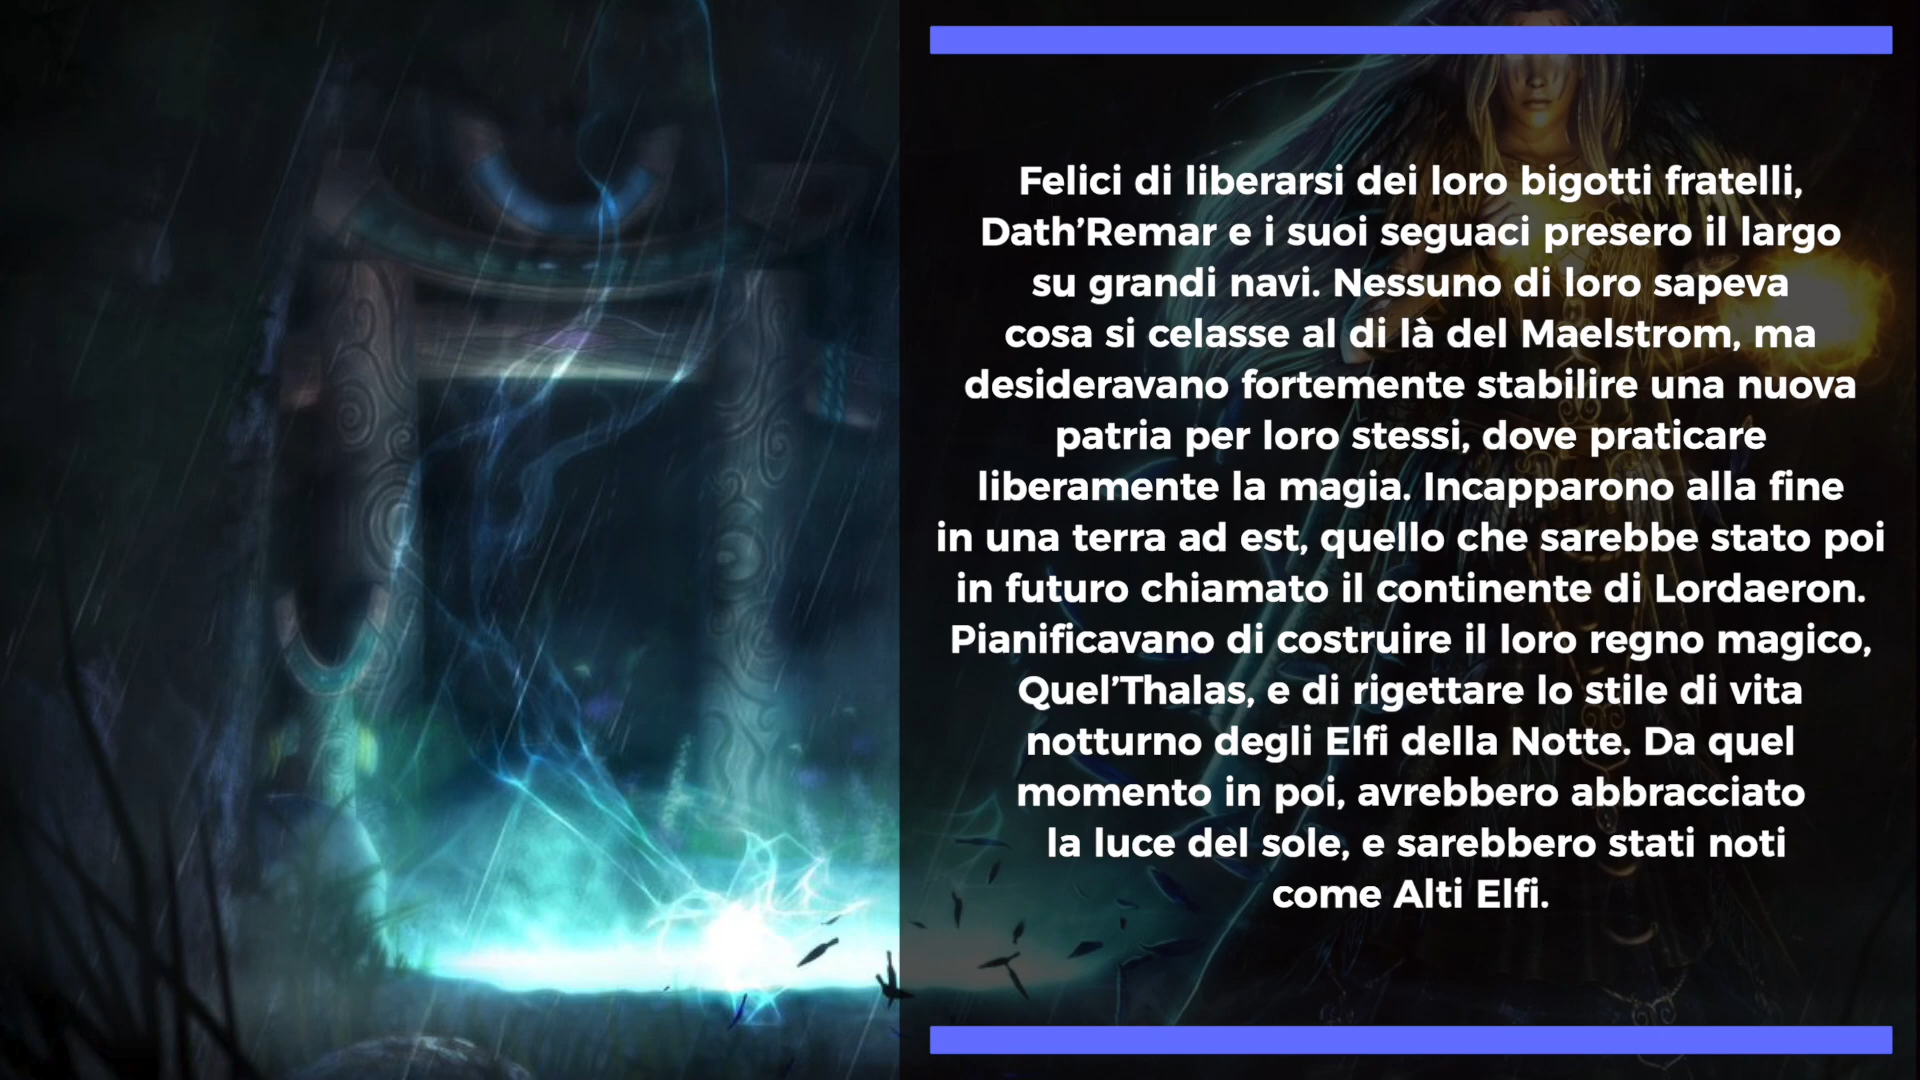 Felici di liberarsi dei loro bigotti fratelli,
Dath’Remar e i suoi seguaci presero il largo
su grandi navi. Nessuno di loro sapeva
cosa si celasse al di là del Maelstrom, ma
desideravano fortemente stabilire una nuova
patria per loro stessi, dove praticare
liberamente la magia. Incapparono alla fine
in una terra ad est, quello che sarebbe stato poi
in futuro chiamato il continente di Lordaeron.
Pianificavano di costruire il loro regno magico,
Quel’Thalas, e di rigettare lo stile di vita
notturno degli Elfi della Notte. Da quel
momento in poi, avrebbero abbracciato
la luce del sole, e sarebbero stati noti
come Alti Elfi.